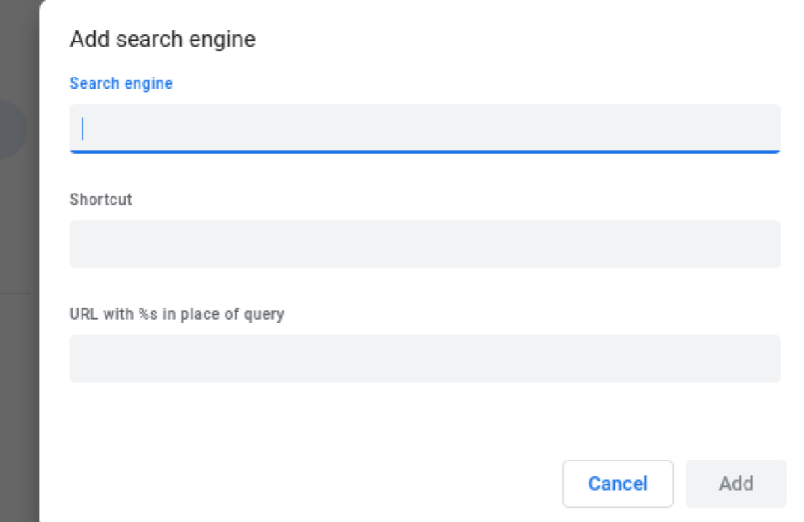 Add search engine
Search engine
Shortcut
URL with %s in place of query
Cancel
Add